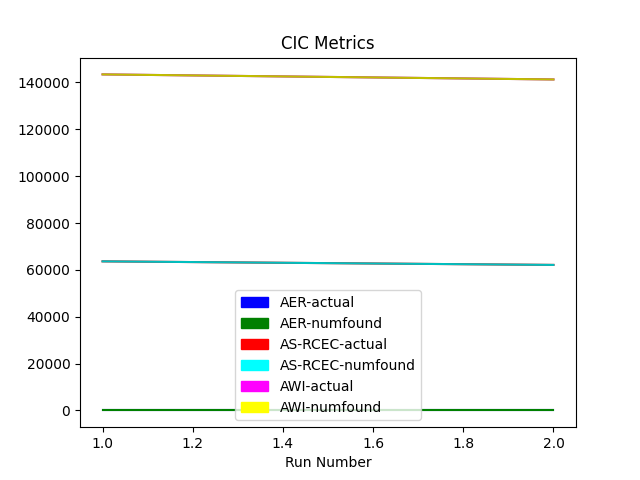 CIC Metrics
140000
120000
100000
80000
60000
40000
20000
0
AER-actual
AER-numfound
AS-RCEC-actual
AS-RCEC-numfound
AWI-actual
AWI-numfound
1.0 1.2 1.4 1.6 1.8 2.0
Run Number